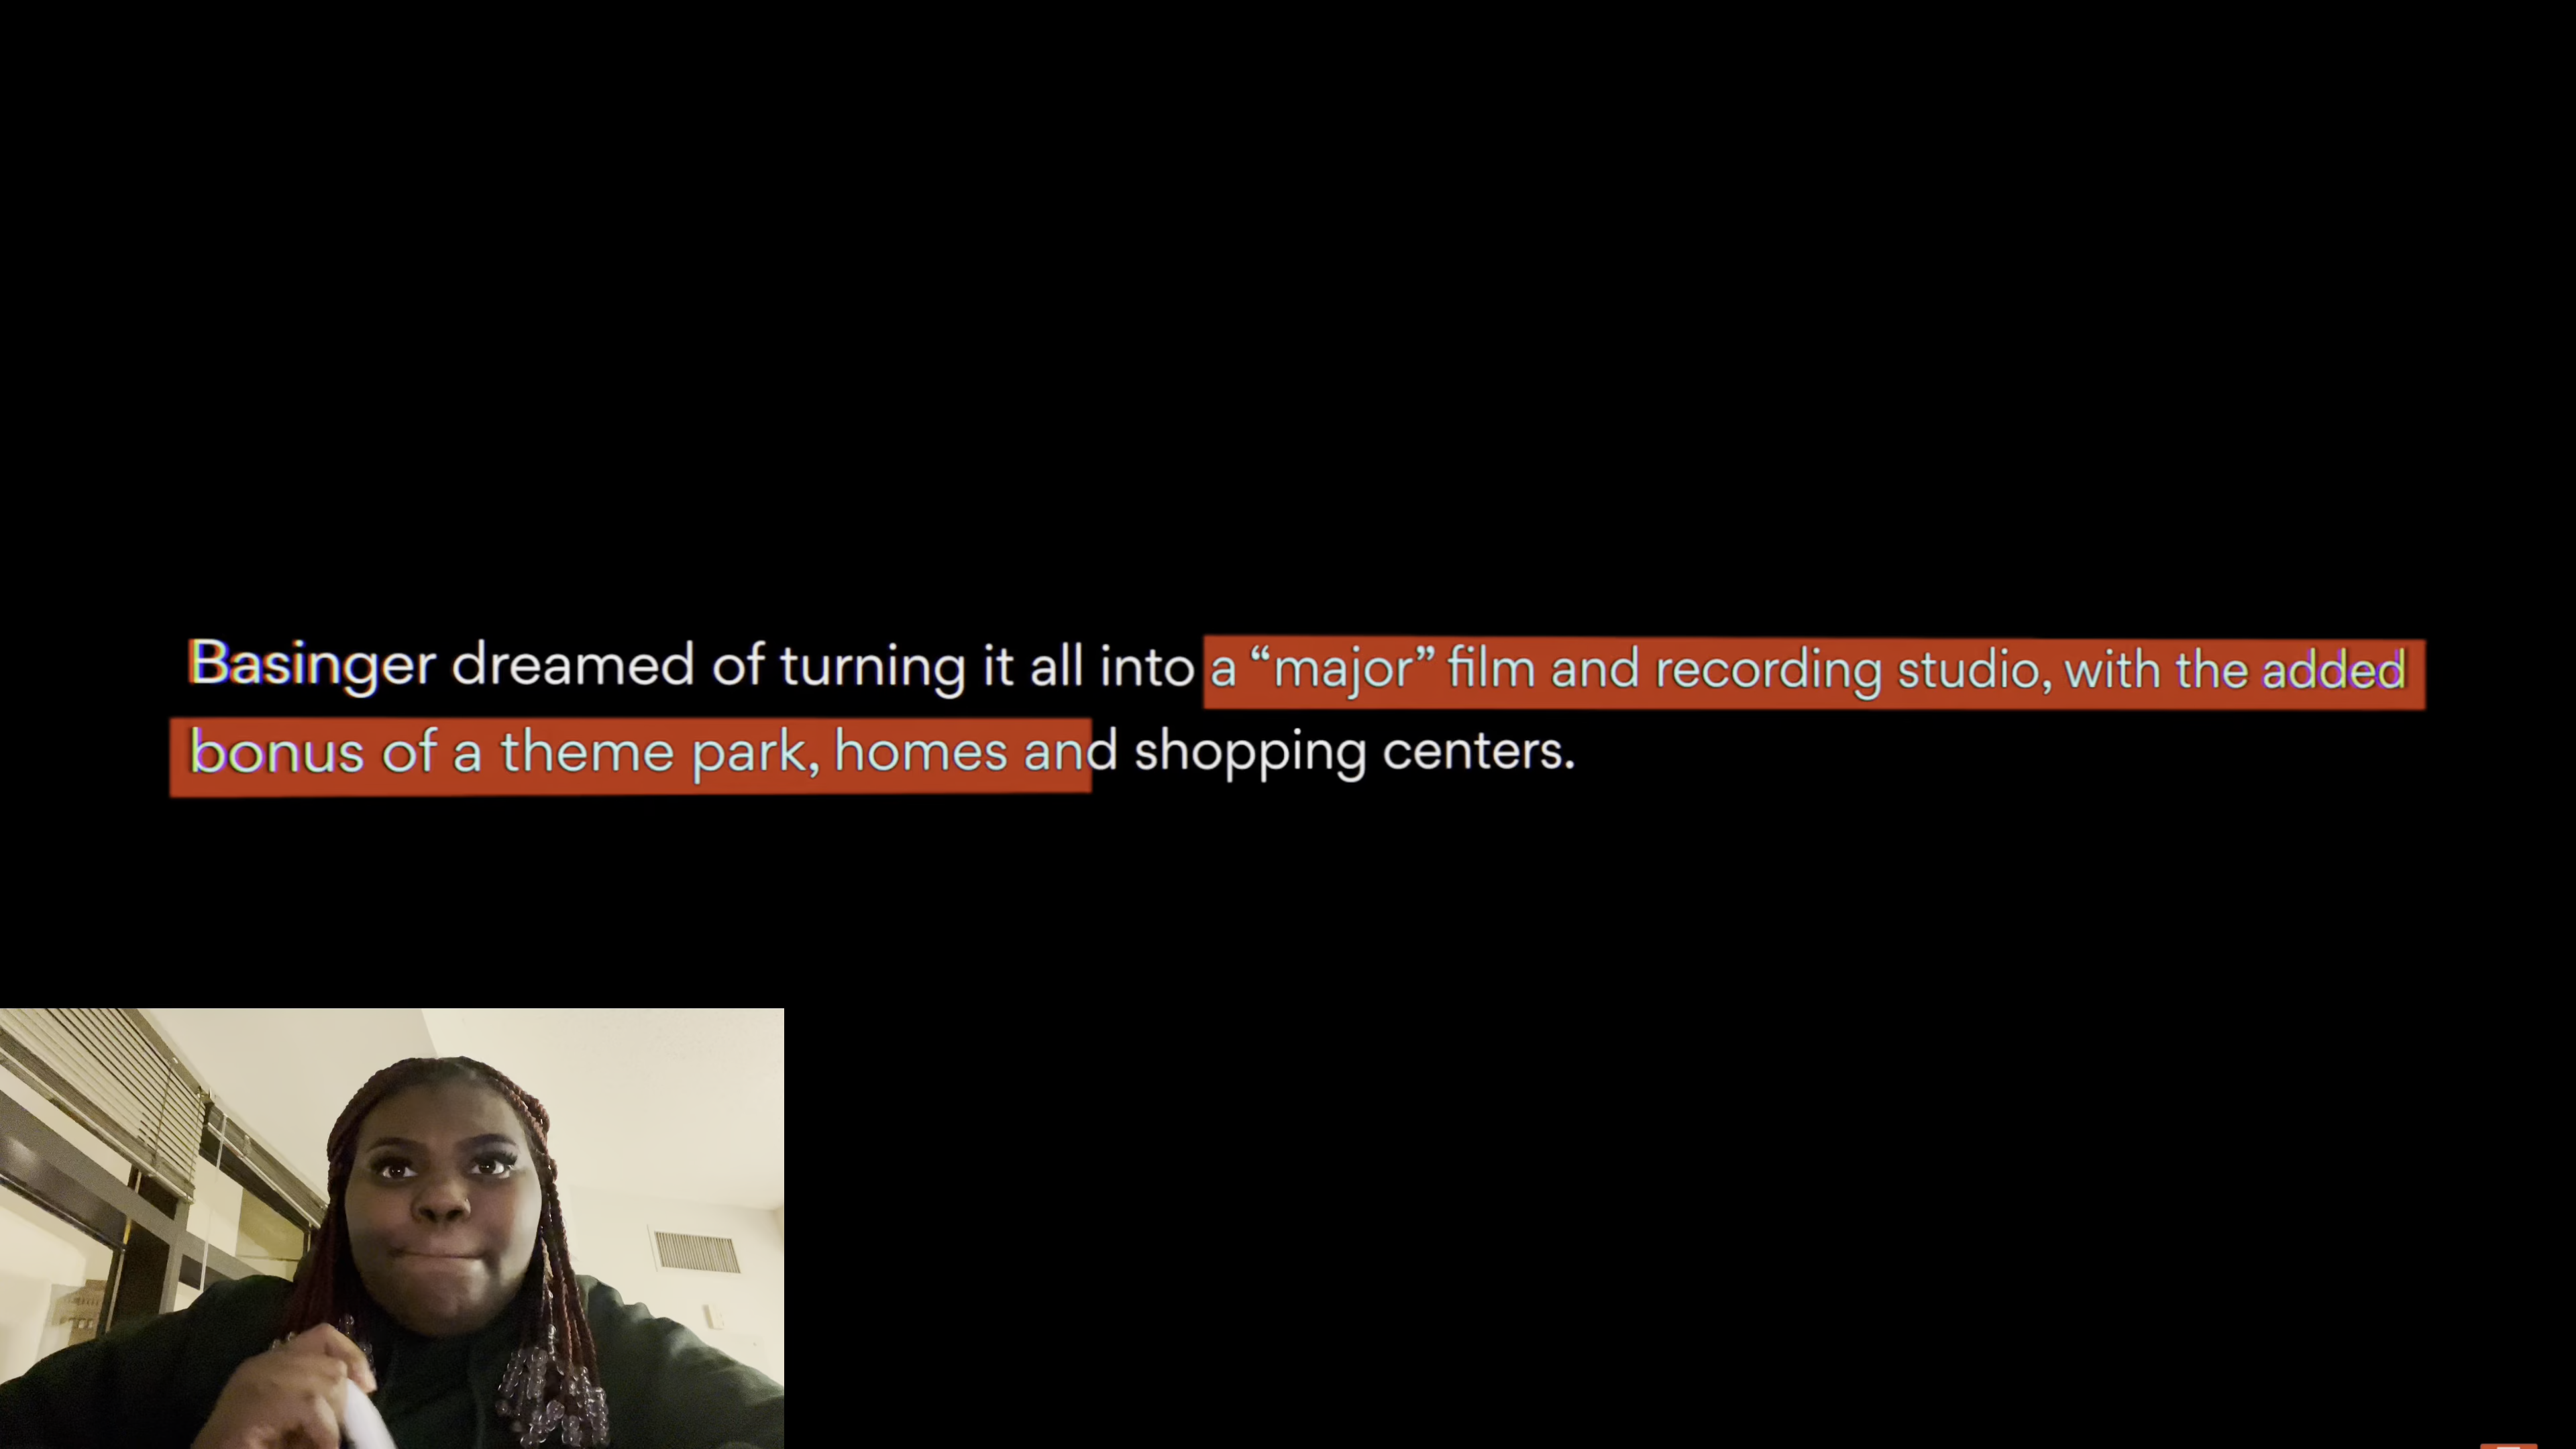 Basinger dreamed of turning it all into a “major” film and recording studio, with the added
bonus of a theme park, homes and shopping centers.